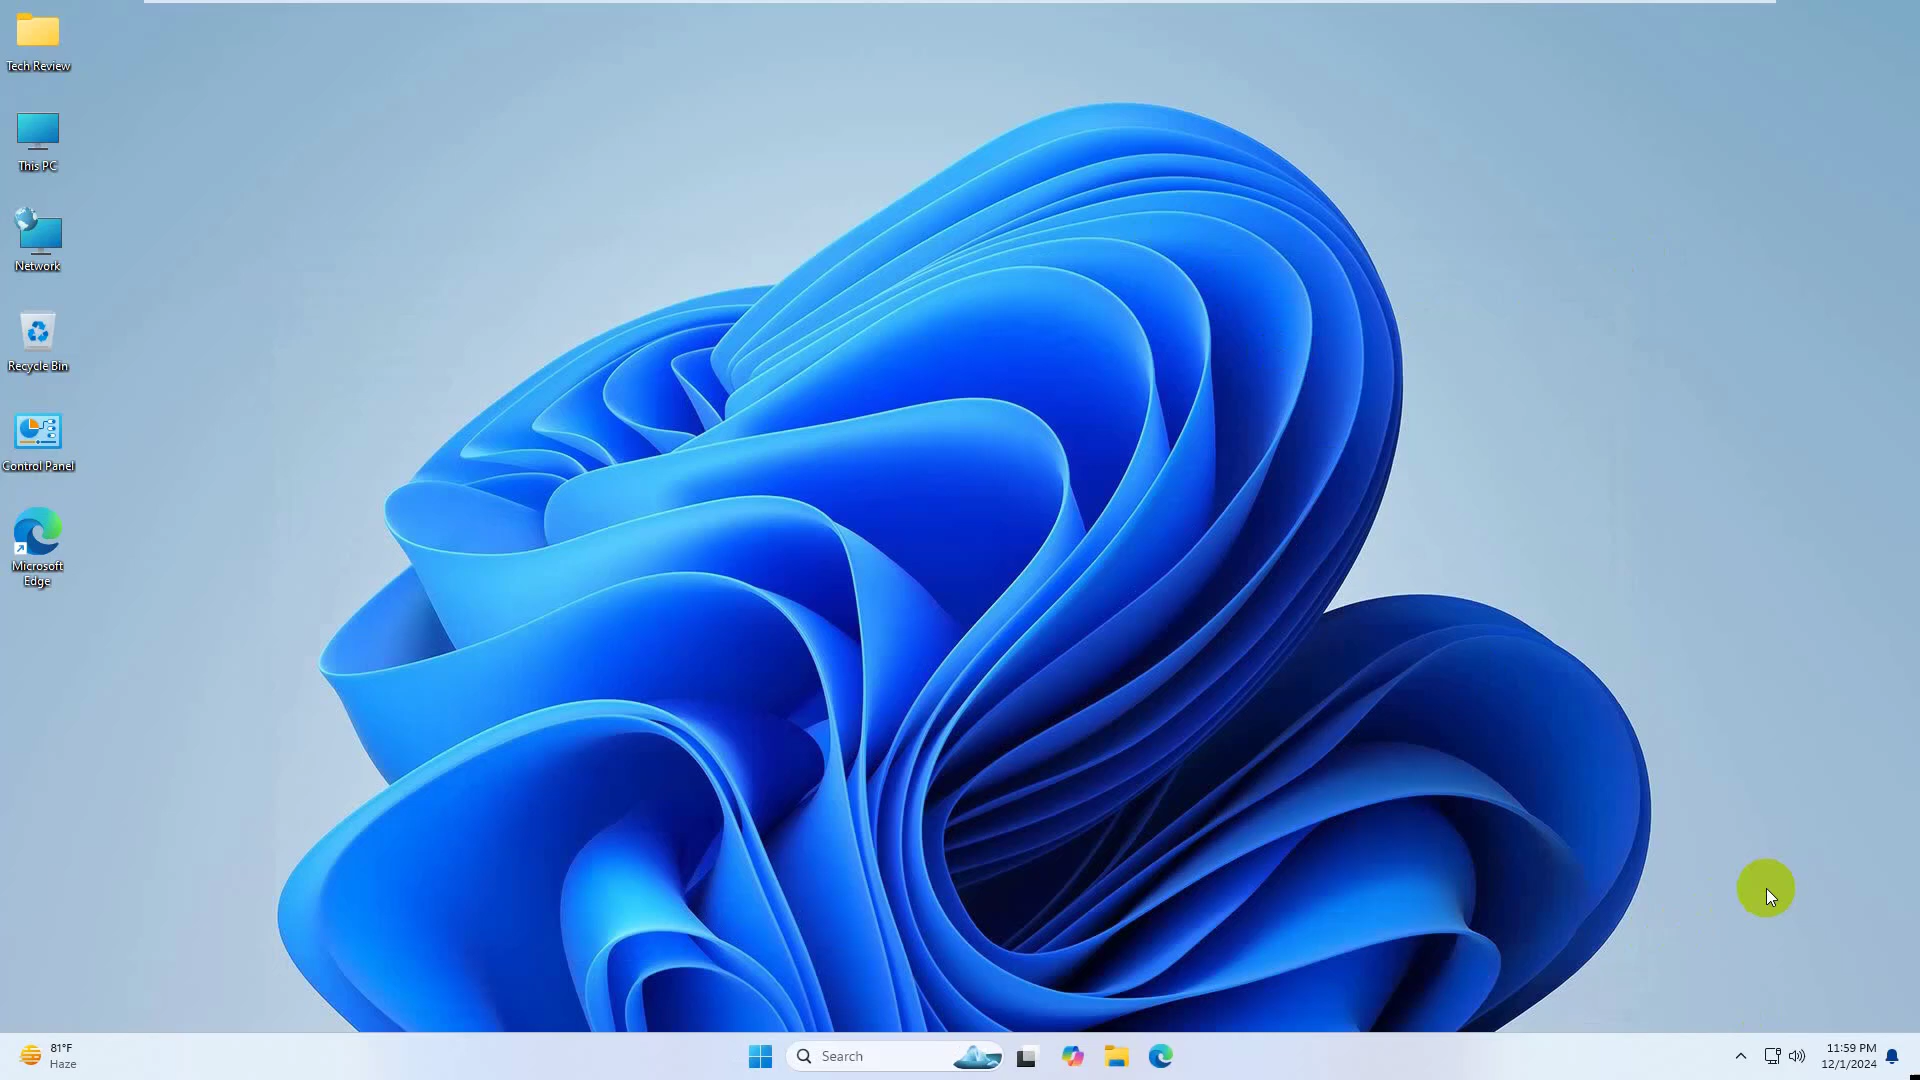 Tech Review
This PC
Network
Recycle Bin
Control Panel
Microsoft
Edge
81°F
Haze
Search
11:59 PM
12/1/2024